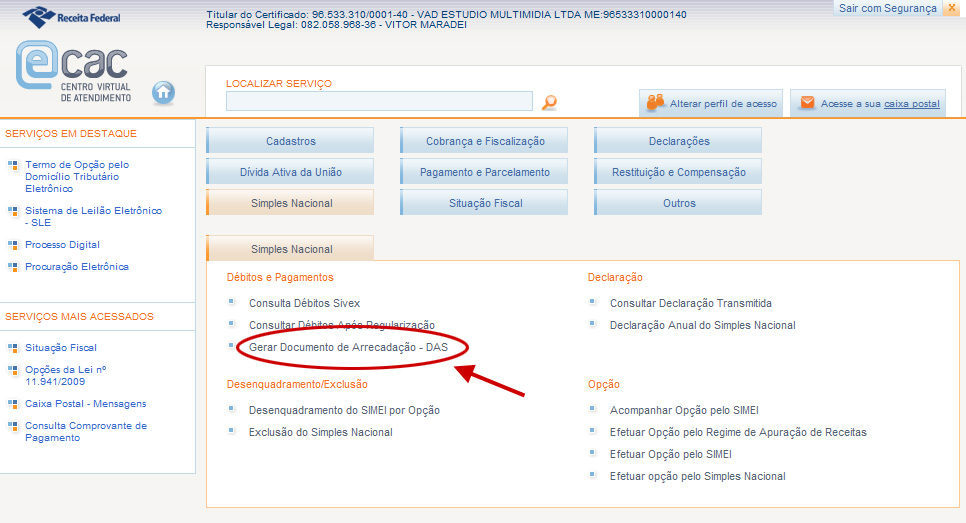 Receita Federal
Titular do Certificado: 96.533.310/0001-40 - VAD ESTUDIO MULTIMIDIA LTDA ME:96533310000140
Responsável Legal: 082.058.968-36 - VITOR MARADEI
Sair com Segurança X
ecac
CENTRO VIRTUAL
DE ATENDIMENTO
LOCALIZAR SERVIÇO
Alterar perfil de acesso
Acesse a sua caixa postal
SERVIÇOS EM DESTAQUE
Termo de Opção pelo
Domicílio Tributário
Eletrônico
Sistema de Leilão Eletrônico
- SLE
Processo Digital
Procuração Eletrônica
SERVIÇOS MAIS ACESSADOS
Situação Fiscal
Opções da Lei nº
11.941/2009
Caixa Postal - Mensagens
Consulta Comprovante de
Pagamento
Cadastros
Cobrança e Fiscalização
Declarações
Dívida Ativa da União
Pagamento e Parcelamento
Restituição e Compensação
Simples Nacional
Situação Fiscal
Outros
Simples Nacional
Débitos e Pagamentos
Consulta Débitos Sivex
Consultar Débitos Após Regularização
Gerar Documento de Arrecadação - DAS
Declaração
Consultar Declaração Transmitida
Declaração Anual do Simples Nacional
Desenquadramento/Exclusão
Desenquadramento do SIMEI por Opção
Exclusão do Simples Nacional
Opção
Acompanhar Opção pelo SIMEI
Efetuar Opção pelo Regime de Apuração de Receitas
Efetuar Opção pelo SIMEI
Efetuar opção pelo Simples Nacional